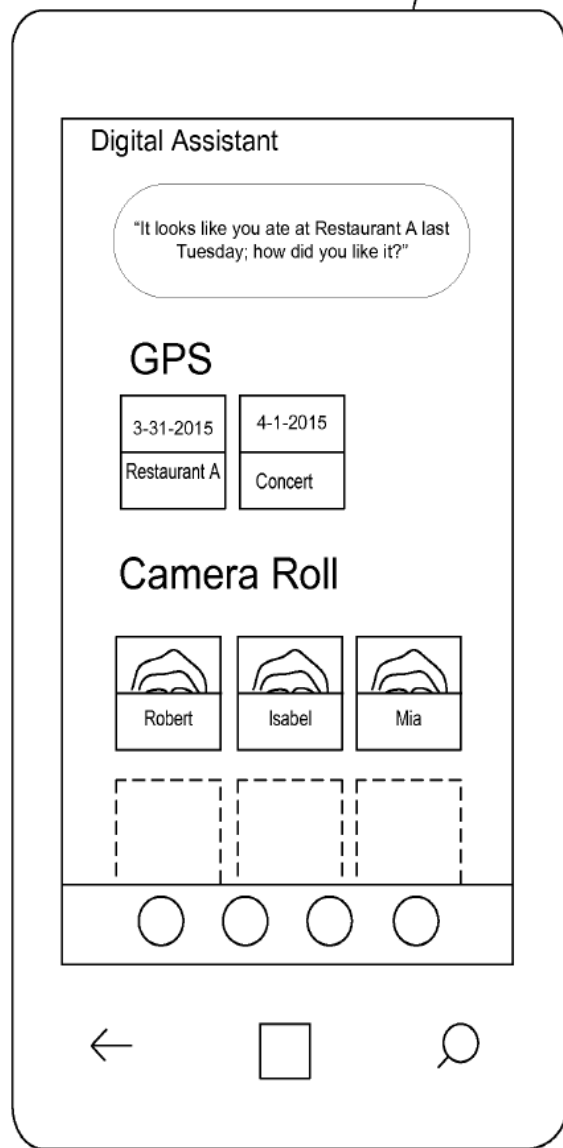 Digital Assistant
“It looks like you ate at Restaurant A last
Tuesday; how did you like it?”
GPS
3-31-2015
4-1-2015
Restaurant A
Concert
Camera Roll
Robert
Isabel
Mia